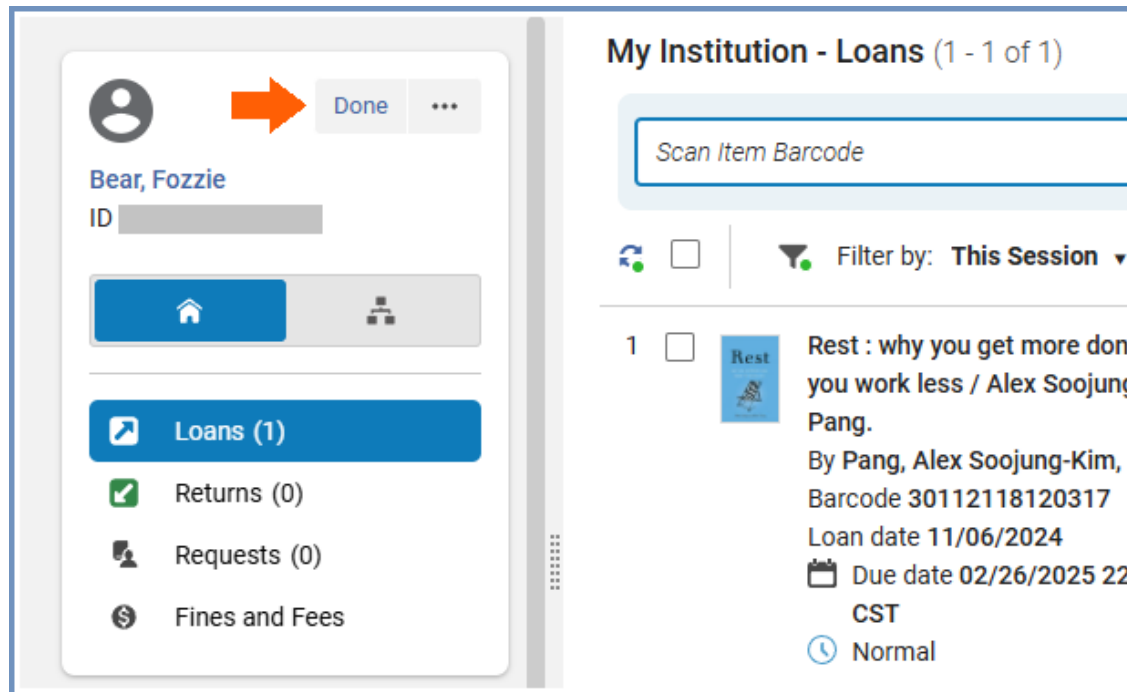 Done
Bear, Fozzie
ID
Loans (1)
Returns (0)
Requests (0)
Fines and Fees
My Institution - Loans (1 - 1 of 1)
Scan Item Barcode
Filter by: This Session
1
Rest
Rest : why you get more don
you work less / Alex Soojung
Pang.
By Pang, Alex Soojung-Kim,
Barcode 30112118120317
Loan date 11/06/2024
Due date 02/26/2025 22
CST
Normal